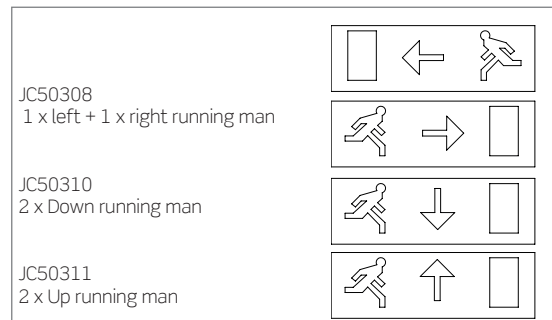 JC50308
1 x left + 1 x right running man
JC50310
2 x Down running man
JC50311
2 x Up running man